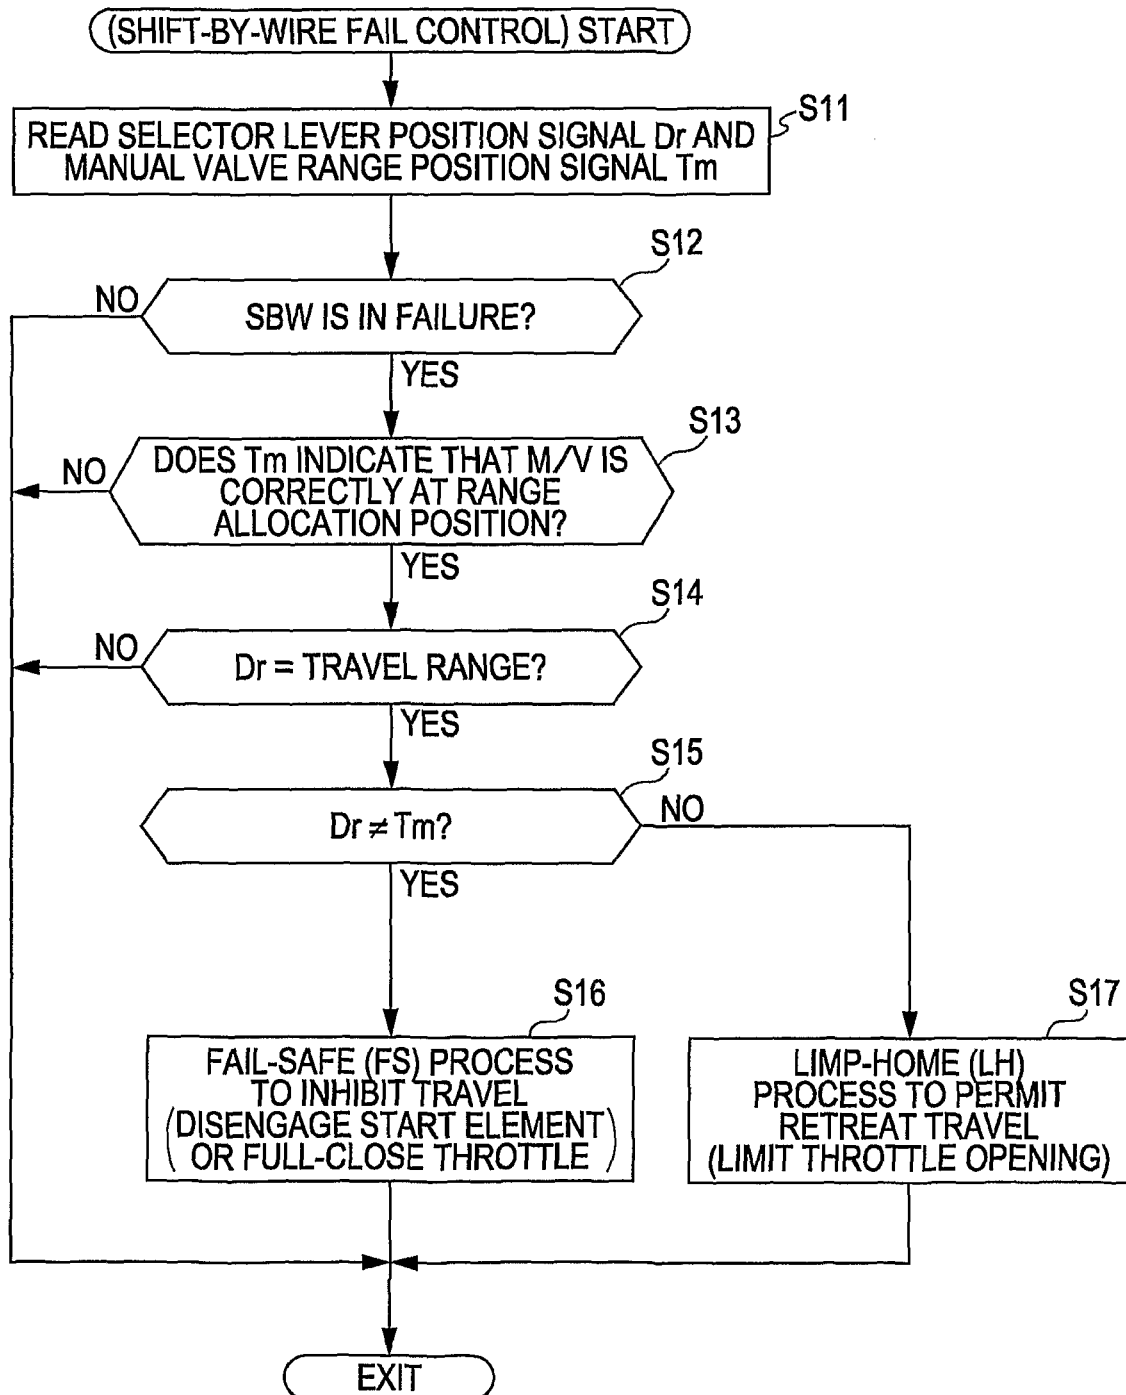 (SHIFT-BY-WIRE FAIL CONTROL) START
S11
READ SELECTOR LEVER POSITION SIGNAL Dr AND
MANUAL VALVE RANGE POSITION SIGNAL Tm
S12
NO
SBW IS IN FAILURE?
YES
S13
NO
DOES Tm INDICATE THAT M/V IS
CORRECTLY AT RANGE
ALLOCATION POSITION?
YES
S14
NO
Dr = TRAVEL RANGE?
YES
S15
Dr ≠ Tm?
NO
YES
S16
FAIL-SAFE (FS) PROCESS
TO INHIBIT TRAVEL
(DISENGAGE START ELEMENT
OR FULL-CLOSE THROTTLE)
S17
LIMP-HOME (LH)
PROCESS TO PERMIT
RETREAT TRAVEL
(LIMIT THROTTLE OPENING)
EXIT